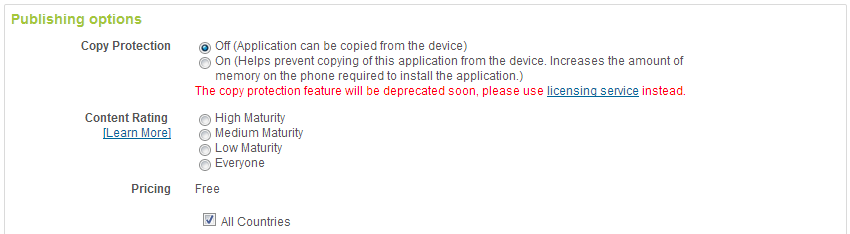 Publishing options
Copy Protection
Off (Application can be copied from the device)
On (Helps prevent copying of this application from the device. Increases the amount of
memory on the phone required to install the application.)
The copy protection feature will be deprecated soon, please use licensing service instead.
Content Rating
[Learn More]
High Maturity
Medium Maturity
Low Maturity
Everyone
Pricing
Free
All Countries